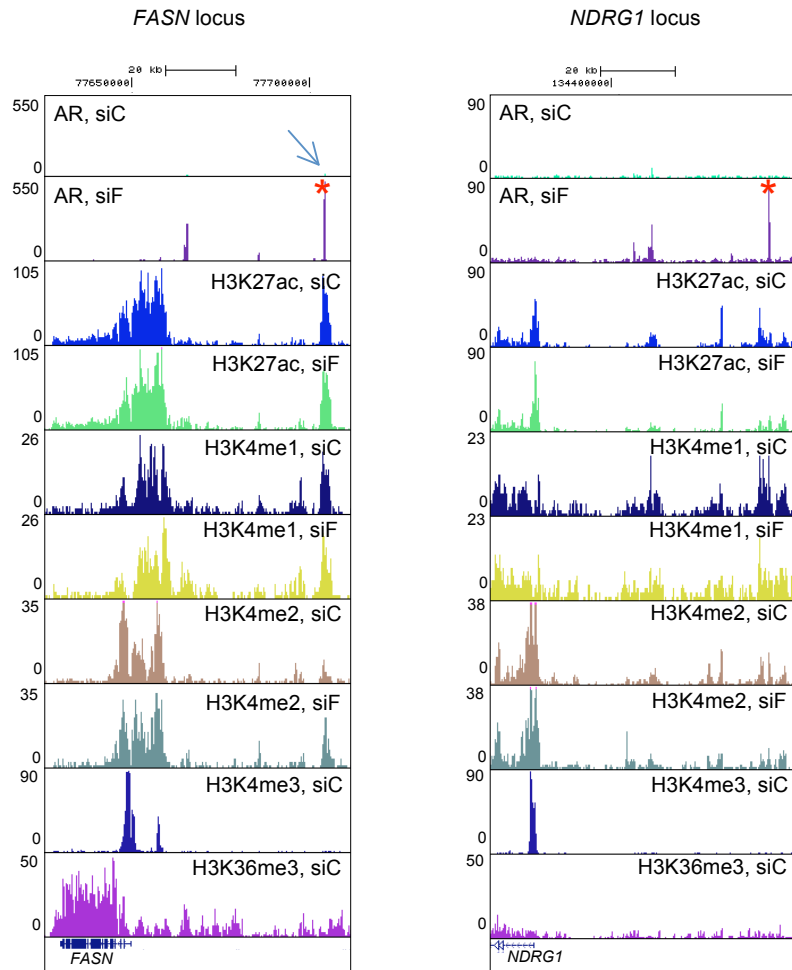 FASN locus
20 kb
77650000
77700000
550
AR, siC
0
550
AR, siF
*
0
105
H3K27ac, siC
0
105
H3K27ac, siF
0
26
H3K4me1, siC
0
26
H3K4me1, siF
0
35
H3K4me2, siC
0
35
H3K4me2, siF
0
90
H3K4me3, siC
0
50
H3K36me3, siC
0
FASN
NDRG1 locus
20 kb
134400000
90
AR, siC
0
90
AR, siF
*
0
90
H3K27ac, siC
0
90
H3K27ac, siF
0
23
H3K4me1, siC
0
23
H3K4me1, siF
0
38
H3K4me2, siC
0
38
H3K4me2, siF
0
90
H3K4me3, siC
0
50
H3K36me3, siC
0
NDRG1